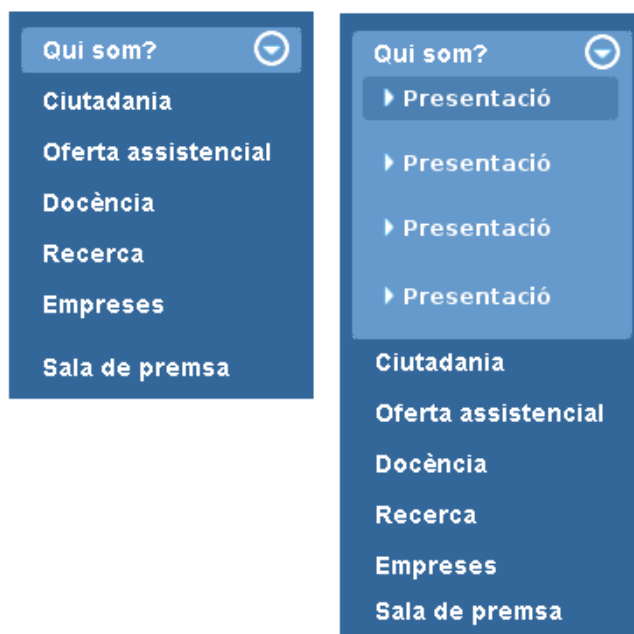 Qui som?
Ciutadania
Oferta assistencial
Docència
Recerca
Empreses
Sala de premsa
Qui som?
Presentació
Presentació
Presentació
Presentació
Ciutadania
Oferta assistencial
Docència
Recerca
Empreses
Sala de premsa